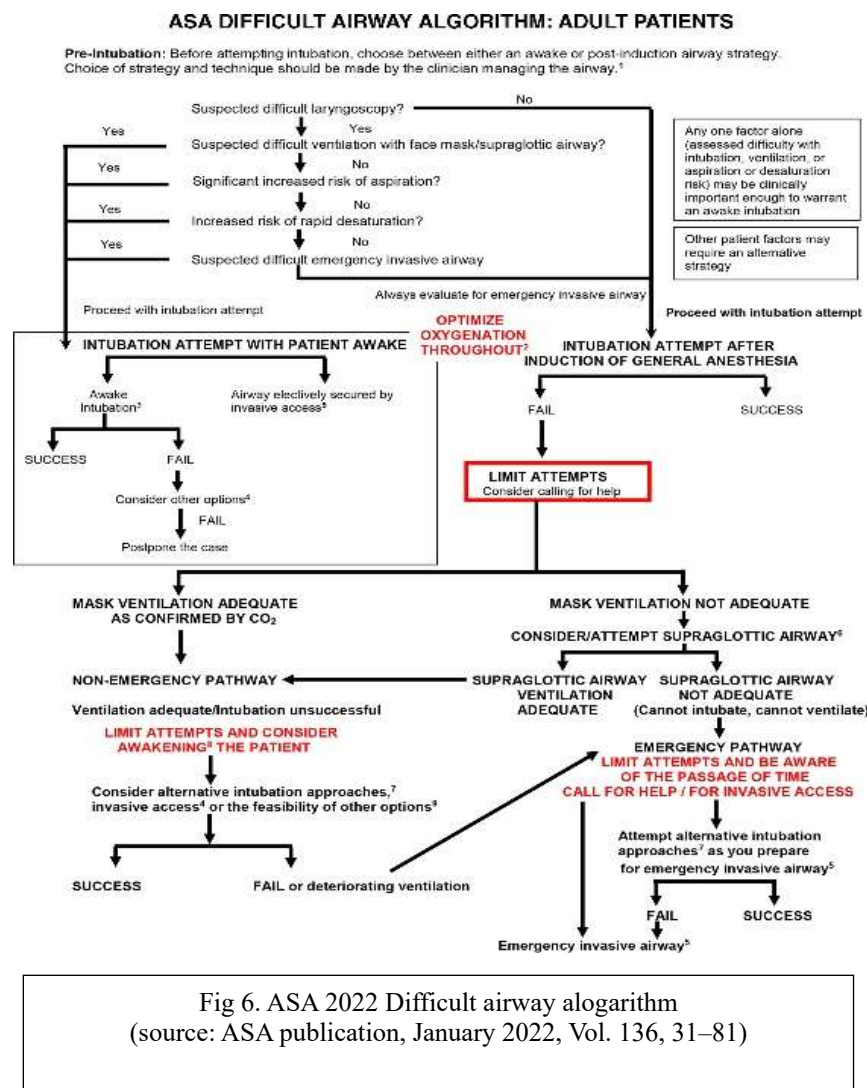 ASA DIFFICULT AIRWAY ALGORITHM: ADULT PATIENTS
Pre-Intubation: Before attempting intubation, choose between either an awake or post-induction airway strategy.
Choice of strategy and technique should be made by the clinician managing the airway.¹
Suspected difficult laryngoscopy?
No
Yes
Yes
Suspected difficult ventilation with face mask/supraglottic airway?
Yes
No
Significant increased risk of aspiration?
Yes
No
Increased risk of rapid desaturation?
Yes
No
Suspected difficult emergency invasive airway
Any one factor alone
(assessed difficulty with
intubation, ventilation, or
aspiration or desaturation
risk) may be clinically
important enough to warrant
an awake intubation
Other patient factors may
require an alternative
strategy
Always evaluate for emergency invasive airway
Proceed with intubation attempt
Proceed with intubation attempt
INTUBATION ATTEMPT WITH PATIENT AWAKE
OPTIMIZE
OXYGENATION
THROUGHOUT²
INTUBATION ATTEMPT AFTER
INDUCTION OF GENERAL ANESTHESIA
Awake
Intubation³
Airway electively secured by
invasive access⁵
SUCCESS
FAIL
Consider other options⁴
FAIL
Postpone the case
FAIL
SUCCESS
LIMIT ATTEMPTS
Consider calling for help
MASK VENTILATION ADEQUATE
AS CONFIRMED BY CO₂
MASK VENTILATION NOT ADEQUATE
CONSIDER/ATTEMPT SUPRAGLOTTIC AIRWAY⁶
NON-EMERGENCY PATHWAY
SUPRAGLOTTIC AIRWAY
VENTILATION
ADEQUATE
SUPRAGLOTTIC AIRWAY
NOT ADEQUATE
(Cannot intubate, cannot ventilate)
Ventilation adequate/Intubation unsuccessful
LIMIT ATTEMPTS AND CONSIDER
AWAKENING⁸ THE PATIENT
EMERGENCY PATHWAY
LIMIT ATTEMPTS AND BE AWARE
OF THE PASSAGE OF TIME
CALL FOR HELP / FOR INVASIVE ACCESS
Consider alternative intubation approaches,⁷
invasive access⁴ or the feasibility of other options⁹
Attempt alternative intubation
approaches⁷ as you prepare
for emergency invasive airway⁵
SUCCESS
FAIL or deteriorating ventilation
FAIL
SUCCESS
Emergency invasive airway⁵
Fig 6. ASA 2022 Difficult airway alogarithm
(source: ASA publication, January 2022, Vol. 136, 31–81)